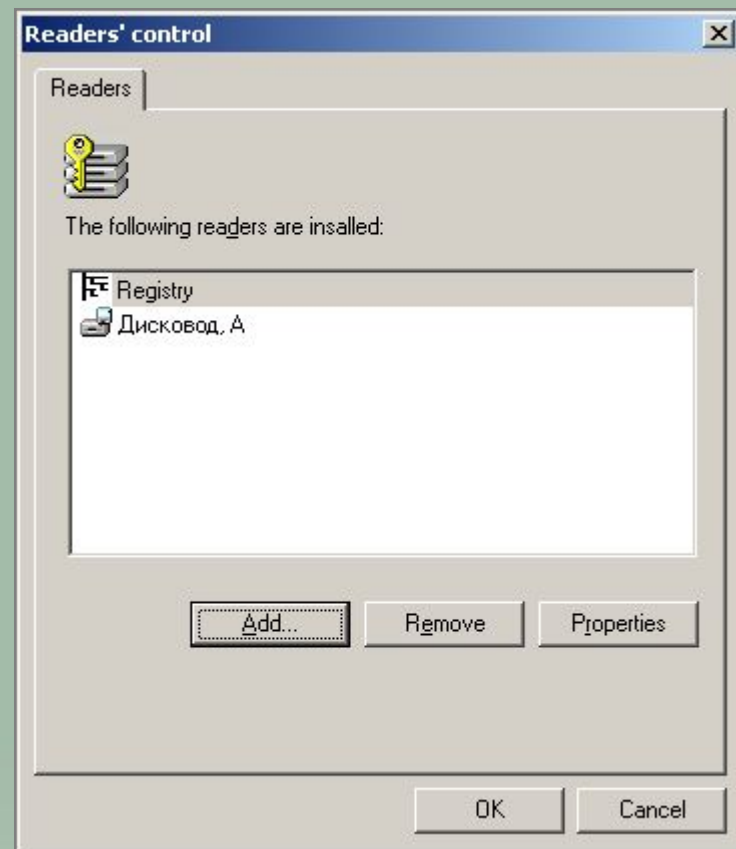 Readers' control
Readers
The following readers are insalled:
Registry
Дисковод, А
Add... Remove Properties
OK Cancel